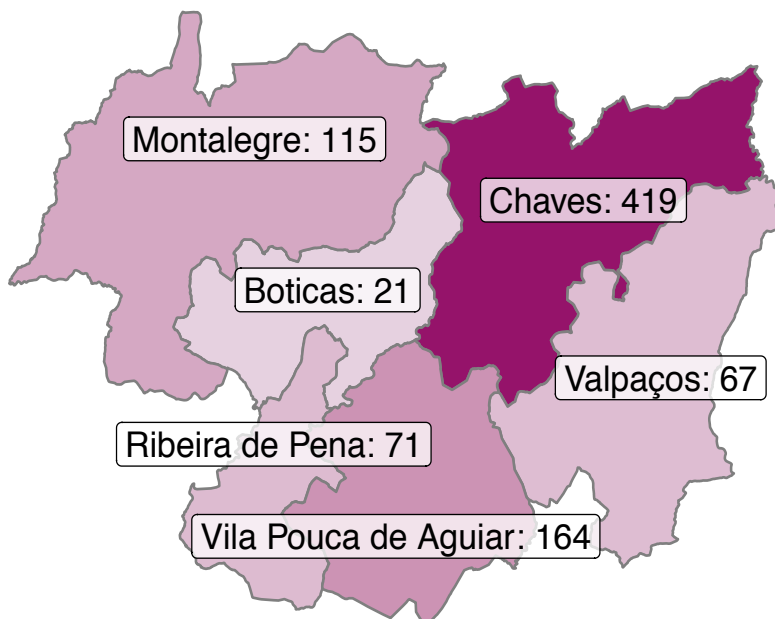 Montalegre: 115
Chaves: 419
Boticas: 21
Valpaços: 67
Ribeira de Pena: 71
Vila Pouca de Aguiar: 164